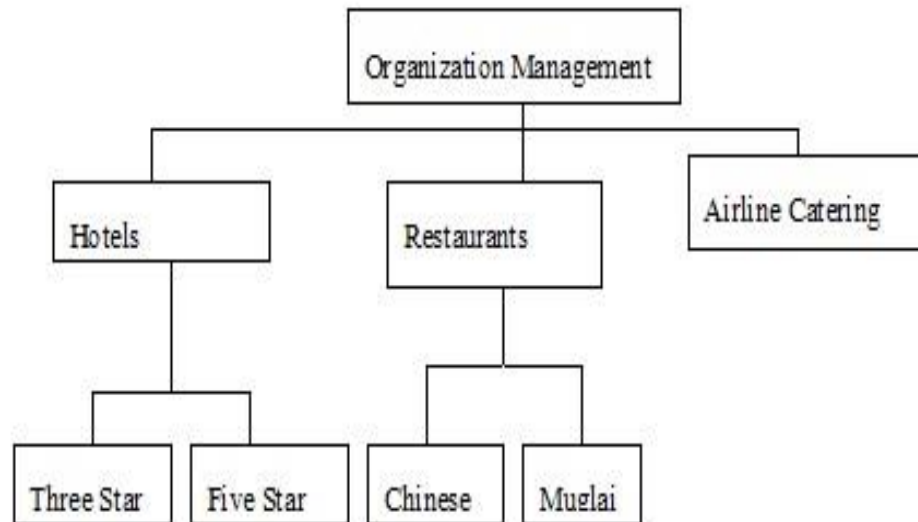 Organization Management
Hotels
Restaurants
Airline Catering
Three Star
Five Star
Chinese
Muglai